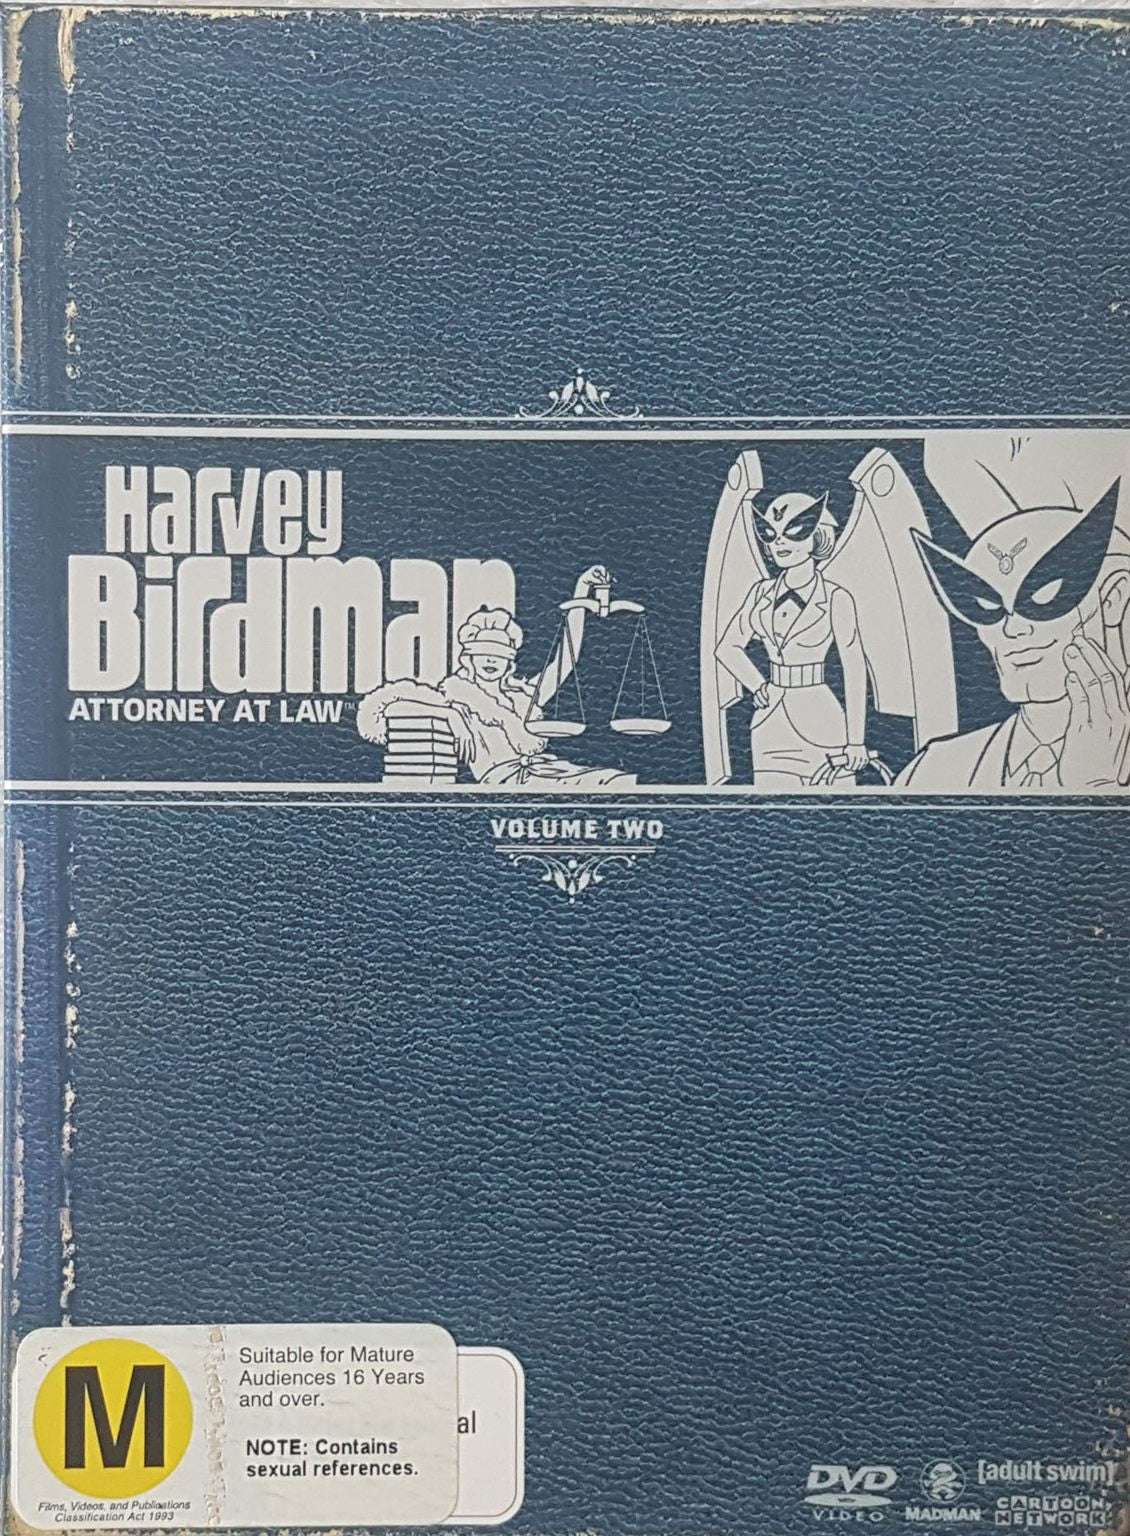 Harvey
Birdman
ATTORNEY AT LAW™
VOLUME TWO
M
Suitable for Mature
Audiences 16 Years
and over.
NOTE: Contains
sexual references.
Films, Videos, and Publications
Classification Act 1993
al
DVD
VIDEO
MADMAN
[adult swim]
CARTOON
NETWORK